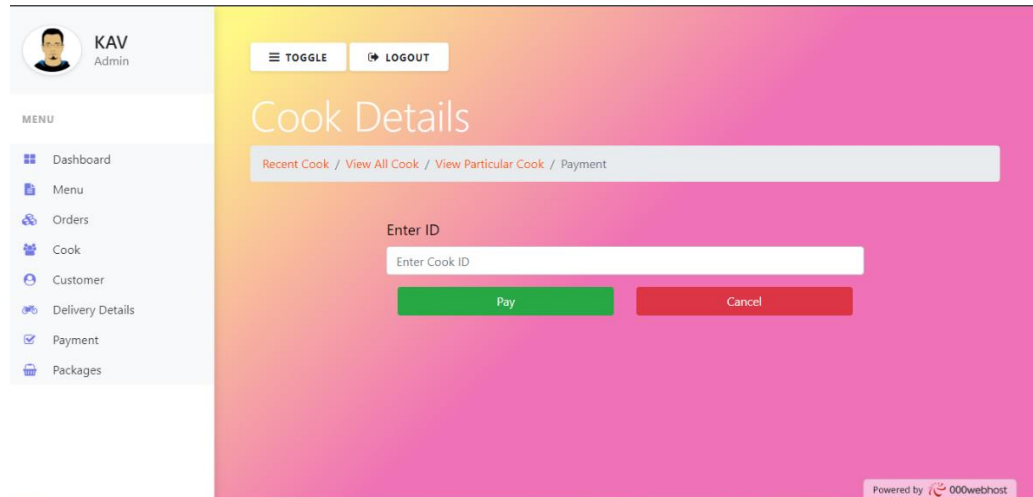 KAV
Admin
MENU
Dashboard
Menu
Orders
Cook
Customer
Delivery Details
Payment
Packages
TOGGLE
LOGOUT
Cook Details
Recent Cook / View All Cook / View Particular Cook / Payment
Enter ID
Enter Cook ID
Pay
Cancel
Powered by 000webhost